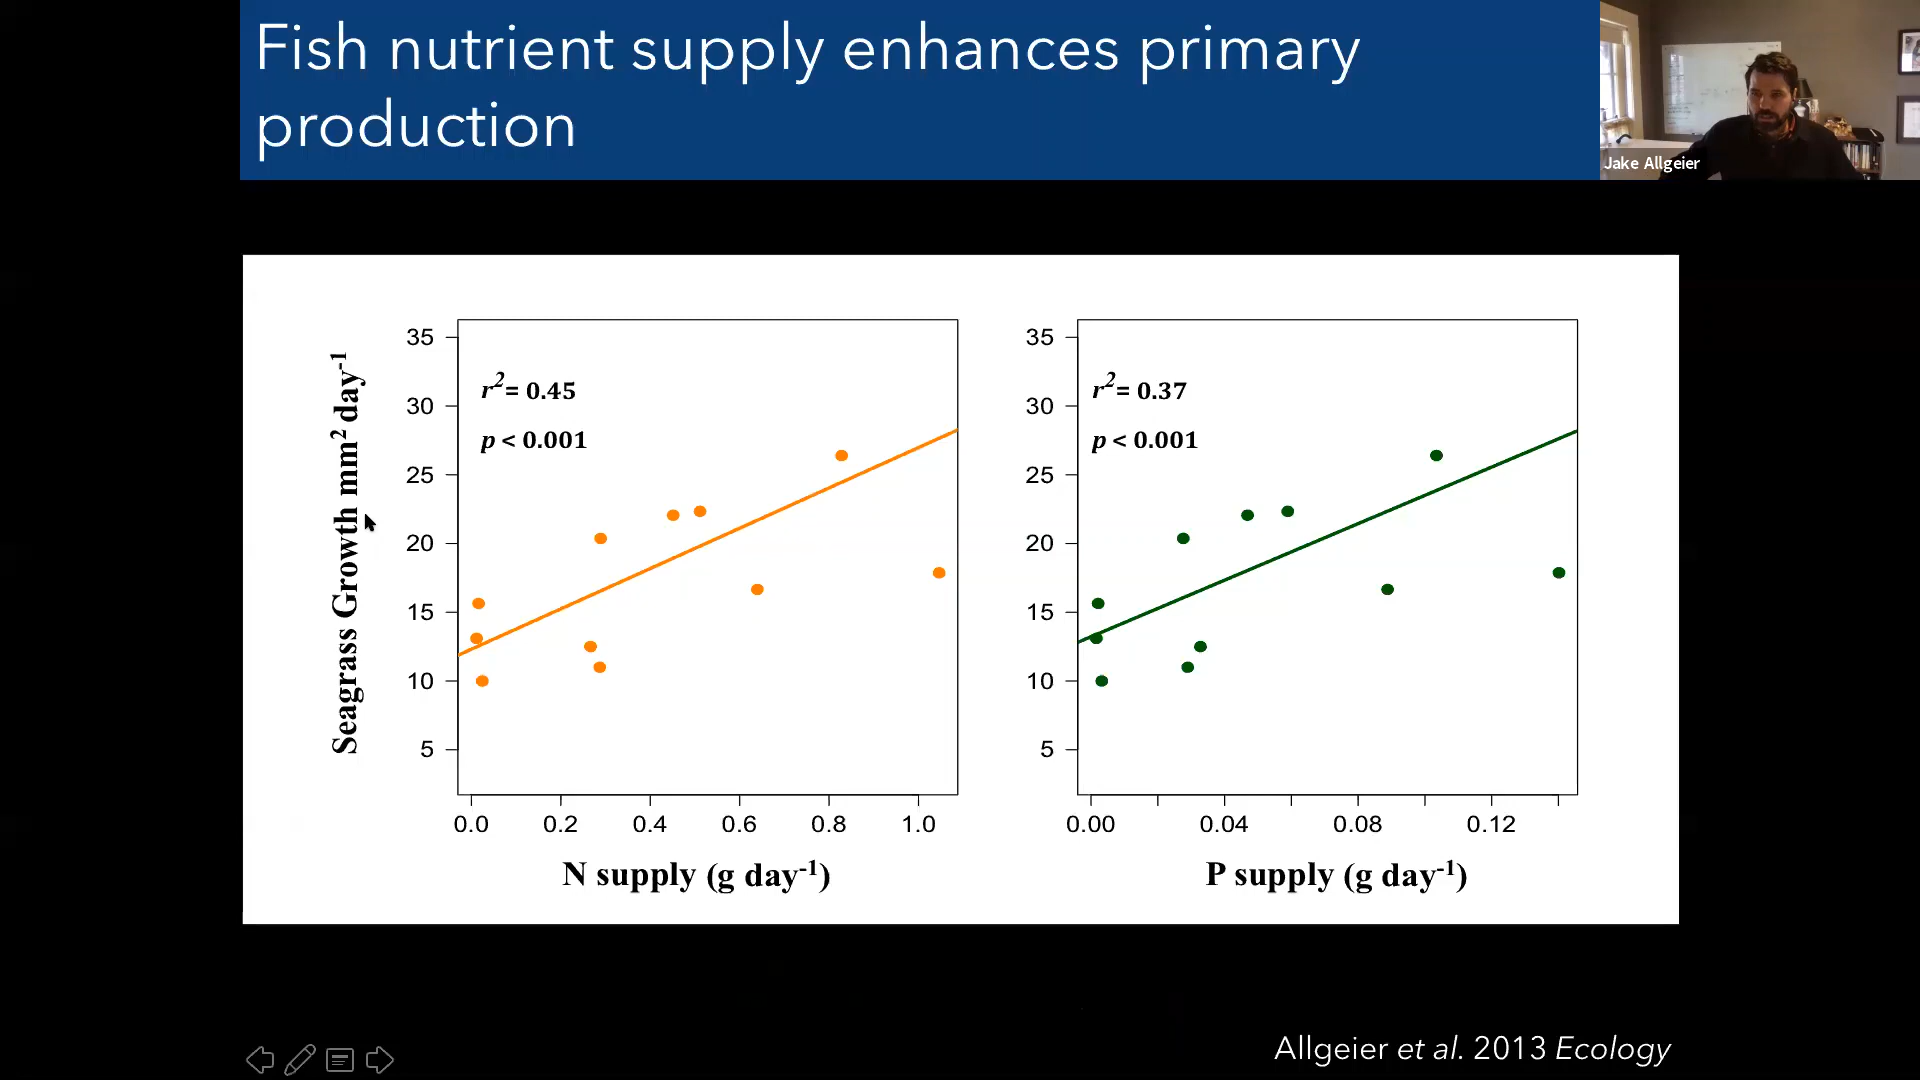 Fish nutrient supply enhances primary
production
Jake Allgeier
Seagrass Growth mm² day⁻¹
35
30
25
20
15
10
5
r²= 0.45
p < 0.001
0.0 0.2 0.4 0.6 0.8 1.0
N supply (g day⁻¹)
35
30
25
20
15
10
5
r²= 0.37
p < 0.001
0.00 0.04 0.08 0.12
P supply (g day⁻¹)
Allgeier et al. 2013 Ecology